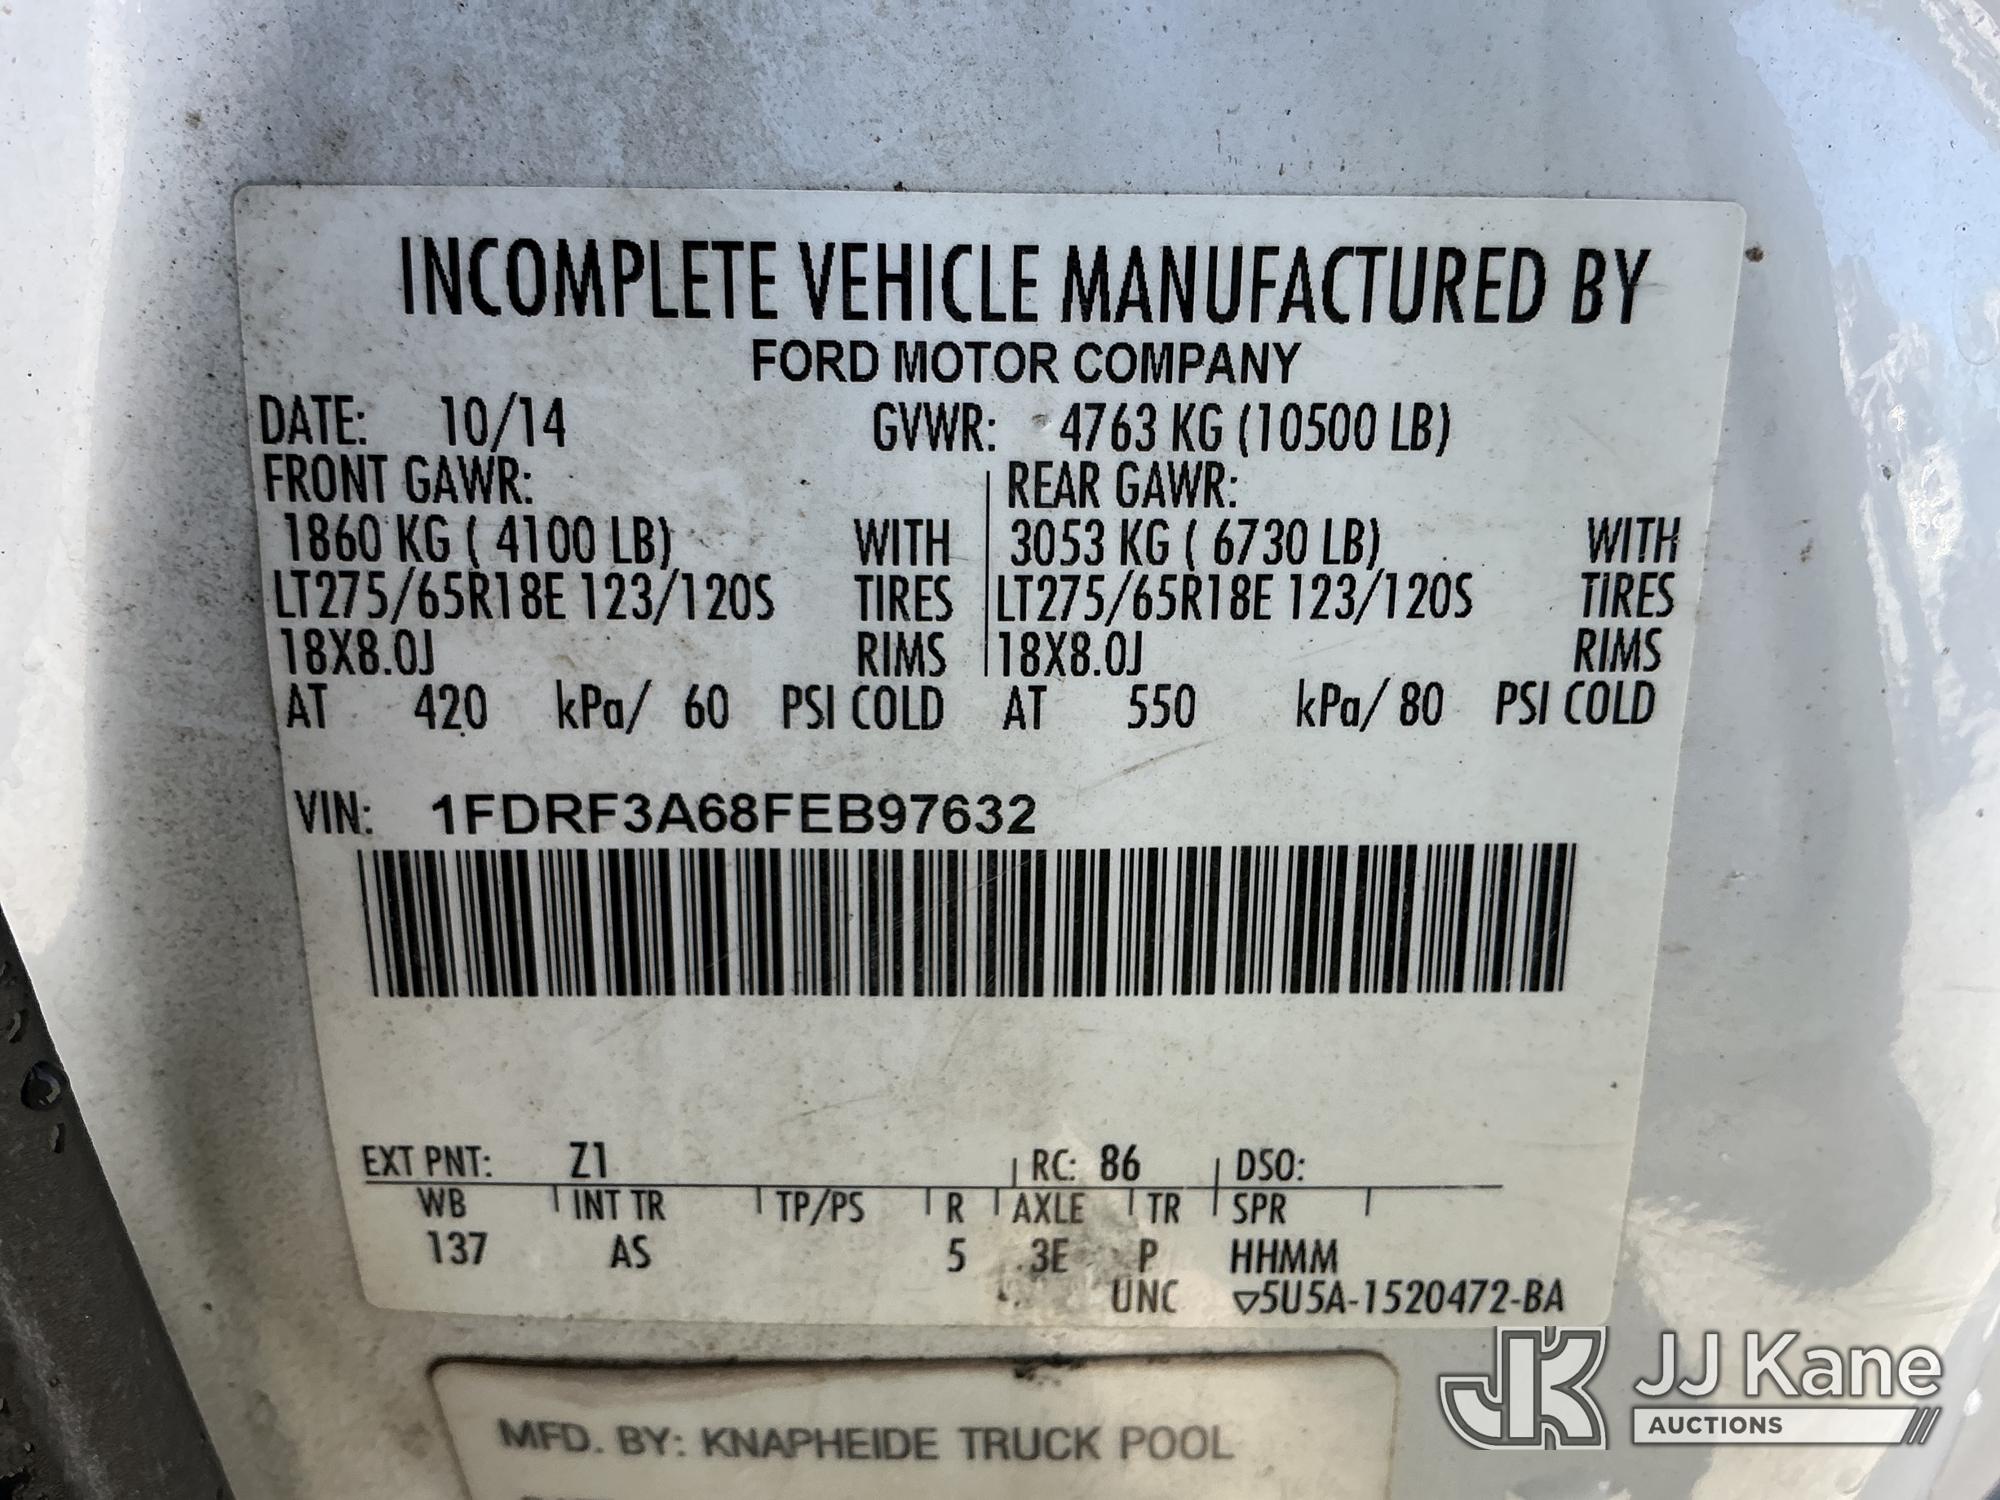 INCOMPLETE VEHICLE MANUFACTURED BY
FORD MOTOR COMPANY
DATE: 10/14 GVWR: 4763 KG (10500 LB)
FRONT GAWR: REAR GAWR:
1860 KG ( 4100 LB) WITH 3053 KG ( 6730 LB) WITH
LT275/65R18E 123/120S TIRES LT275/65R18E 123/120S TIRES
18X8.0J RIMS 18X8.0J RIMS
AT 420 kPa/ 60 PSI COLD AT 550 kPa/ 80 PSI COLD
VIN: 1FDRF3A68FEB97632
EXT PNT: Z1 RC: 86 DSO:
WB INT TR TP/PS R AXLE TR SPR
137 AS 5 3E P HHMM
UNC ▽5U5A-1520472-BA
MFD. BY: KNAPHEIDE TRUCK POOL
JK JJ Kane
AUCTIONS